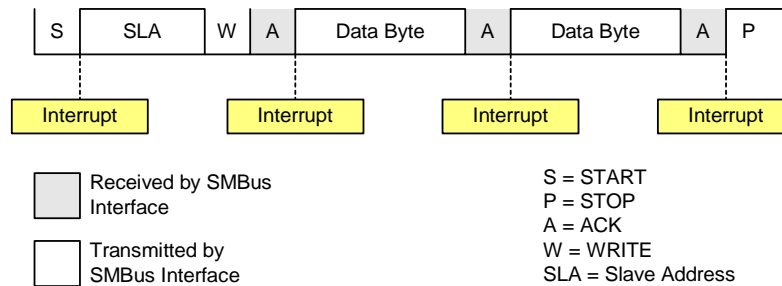 S SLA W A Data Byte A Data Byte A P
Interrupt Interrupt Interrupt Interrupt
Received by SMBus
Interface
Transmitted by
SMBus Interface
S = START
P = STOP
A = ACK
W = WRITE
SLA = Slave Address